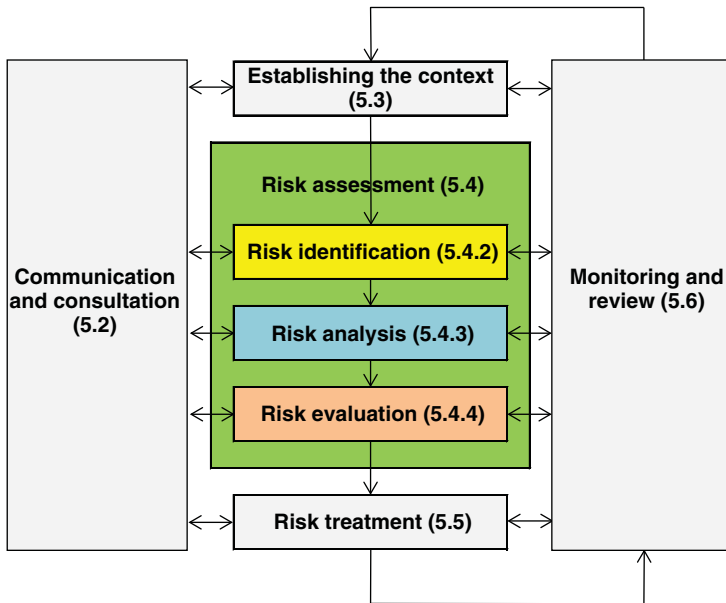 Establishing the context
(5.3)
Risk assessment (5.4)
Risk identification (5.4.2)
Communication
and consultation
(5.2)
Monitoring and
review (5.6)
Risk analysis (5.4.3)
Risk evaluation (5.4.4)
Risk treatment (5.5)